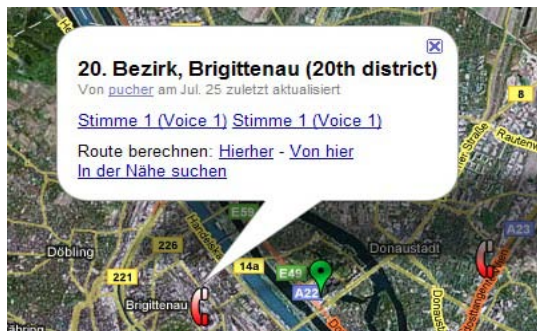 20. Bezirk, Brigittenau (20th district)
Von pucher am Jul. 25 zuletzt aktualisiert
Stimme 1 (Voice 1) Stimme 1 (Voice 1)
Route berechnen: Hierher - Von hier
In der Nähe suchen
8
E59
A23
Döbling
226
14a
E49
Donaustadt
221
A22
Brigittenau